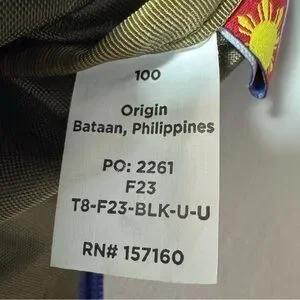 100
Origin
Bataan, Philippines
PO: 2261
F23
T8-F23-BLK-U-U
RN# 157160